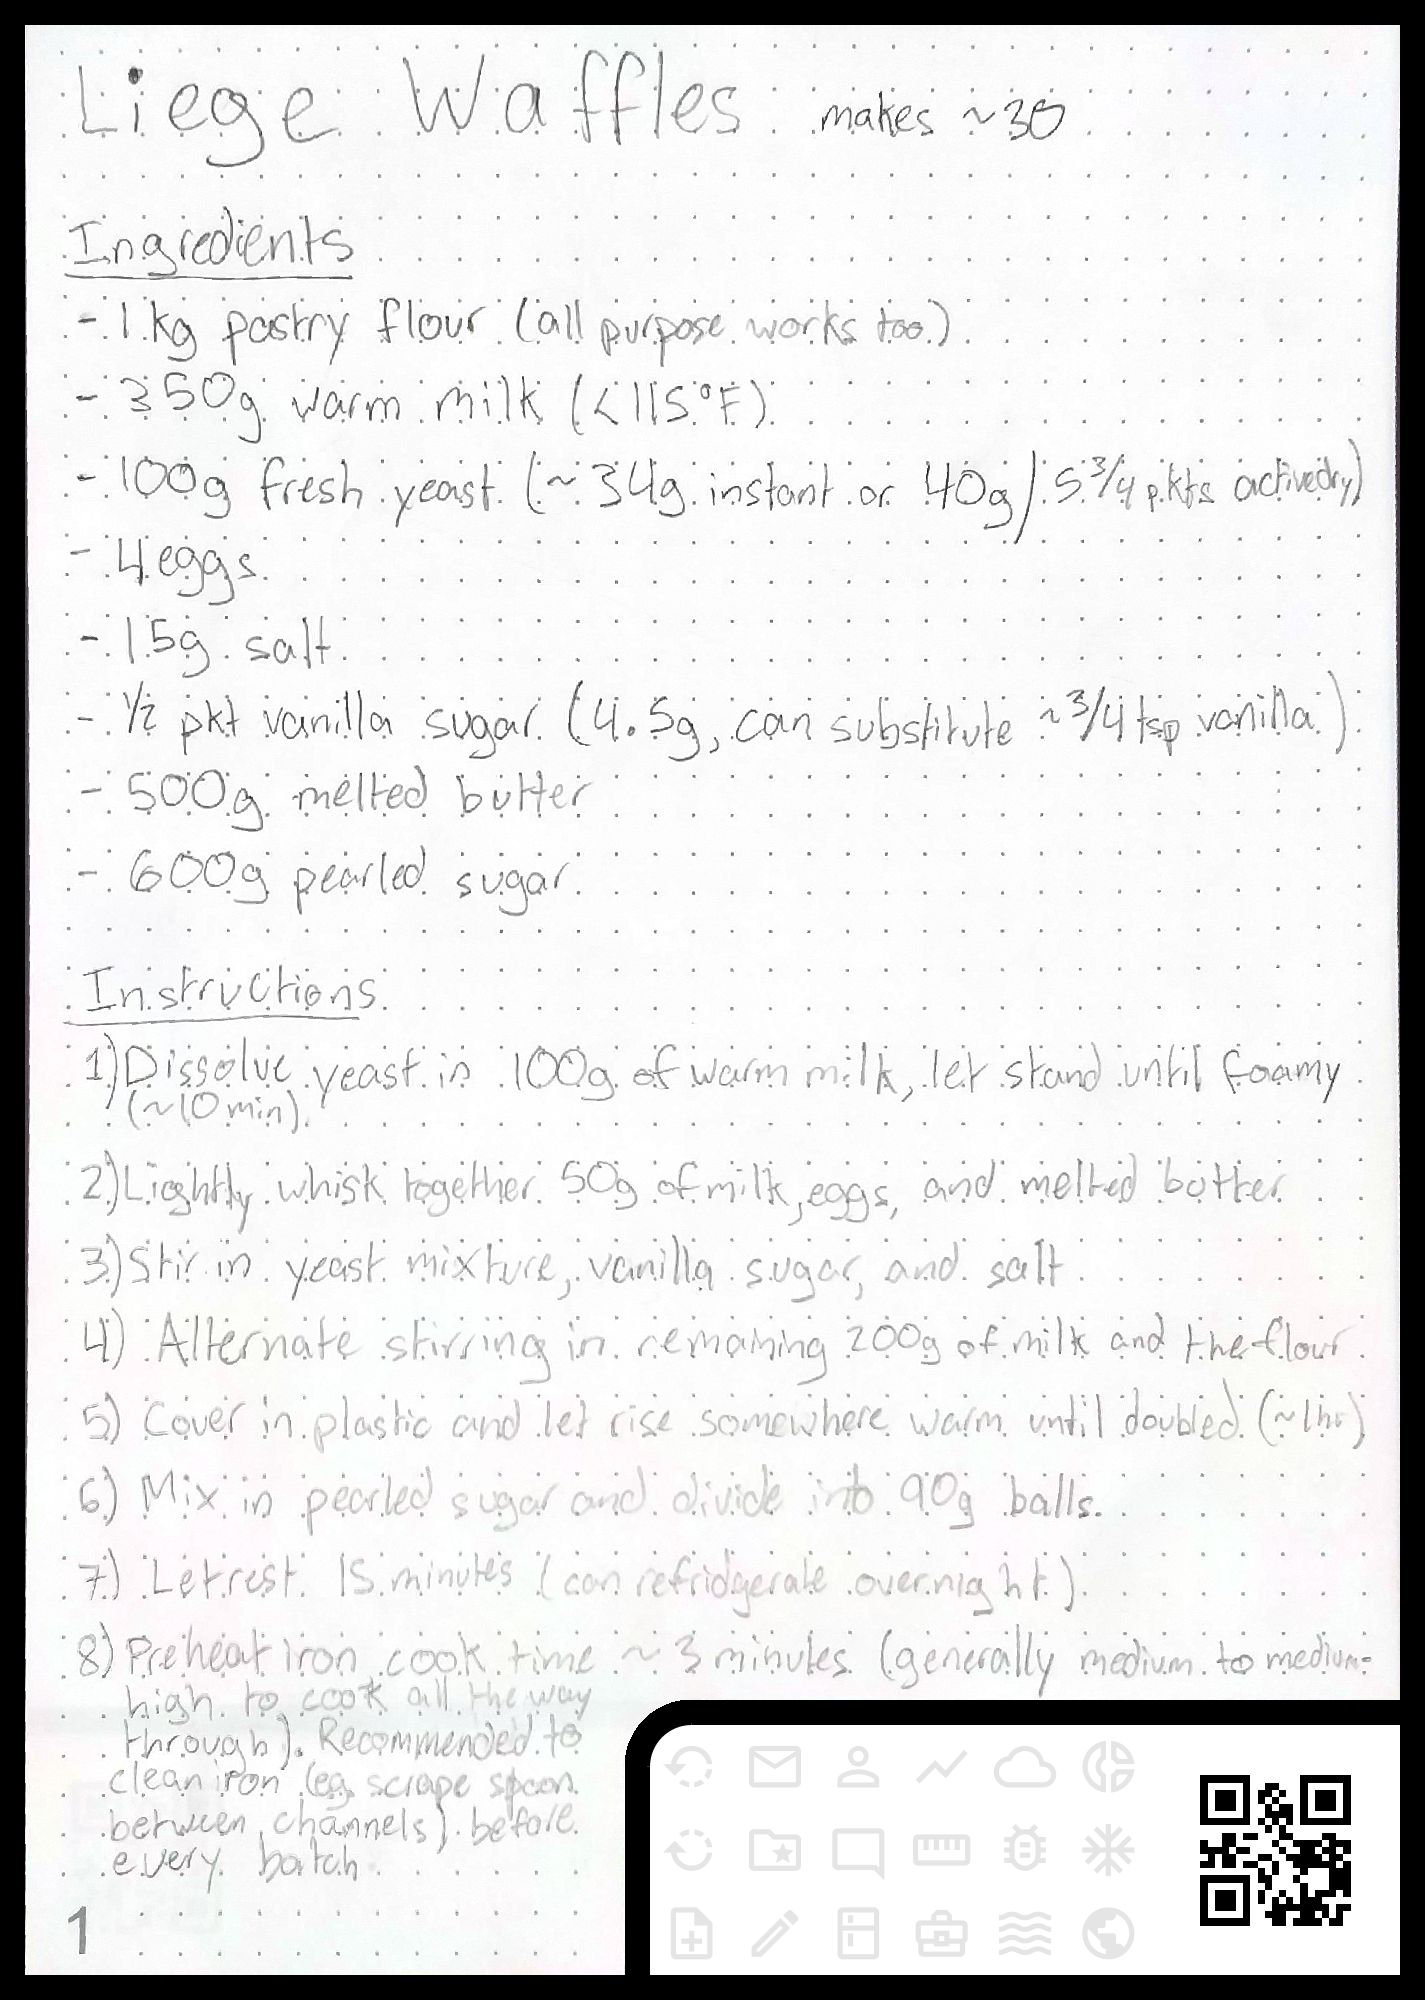 Liege Waffles makes ~30
Ingredients
- 1 kg pastry flour (all purpose works too)
- 350g warm milk (<115°F)
- 100g fresh yeast (~34g instant or 40g/5 3/4 pkts active dry)
- 4 eggs
- 15g salt
- 1/2 pkt vanilla sugar (4.5g, can substitute ~3/4 tsp vanilla)
- 500g melted butter
- 600g pearled sugar
Instructions
1) Dissolve yeast in 100g of warm milk, let stand until foamy
(~10 min)
2) Lightly whisk together 50g of milk, eggs, and melted butter
3) Stir in yeast mixture, vanilla sugar, and salt
4) Alternate stirring in remaining 200g of milk and the flour
5) Cover in plastic and let rise somewhere warm until doubled (~1hr)
6) Mix in pearled sugar and divide into 90g balls.
7) Let rest 15 minutes (can refridgerate overnight)
8) Preheat iron, cook time ~3 minutes (generally medium to medium-
high to cook all the way
through). Recommended to
clean iron (eg scrape spoon
between channels) before
every batch
1